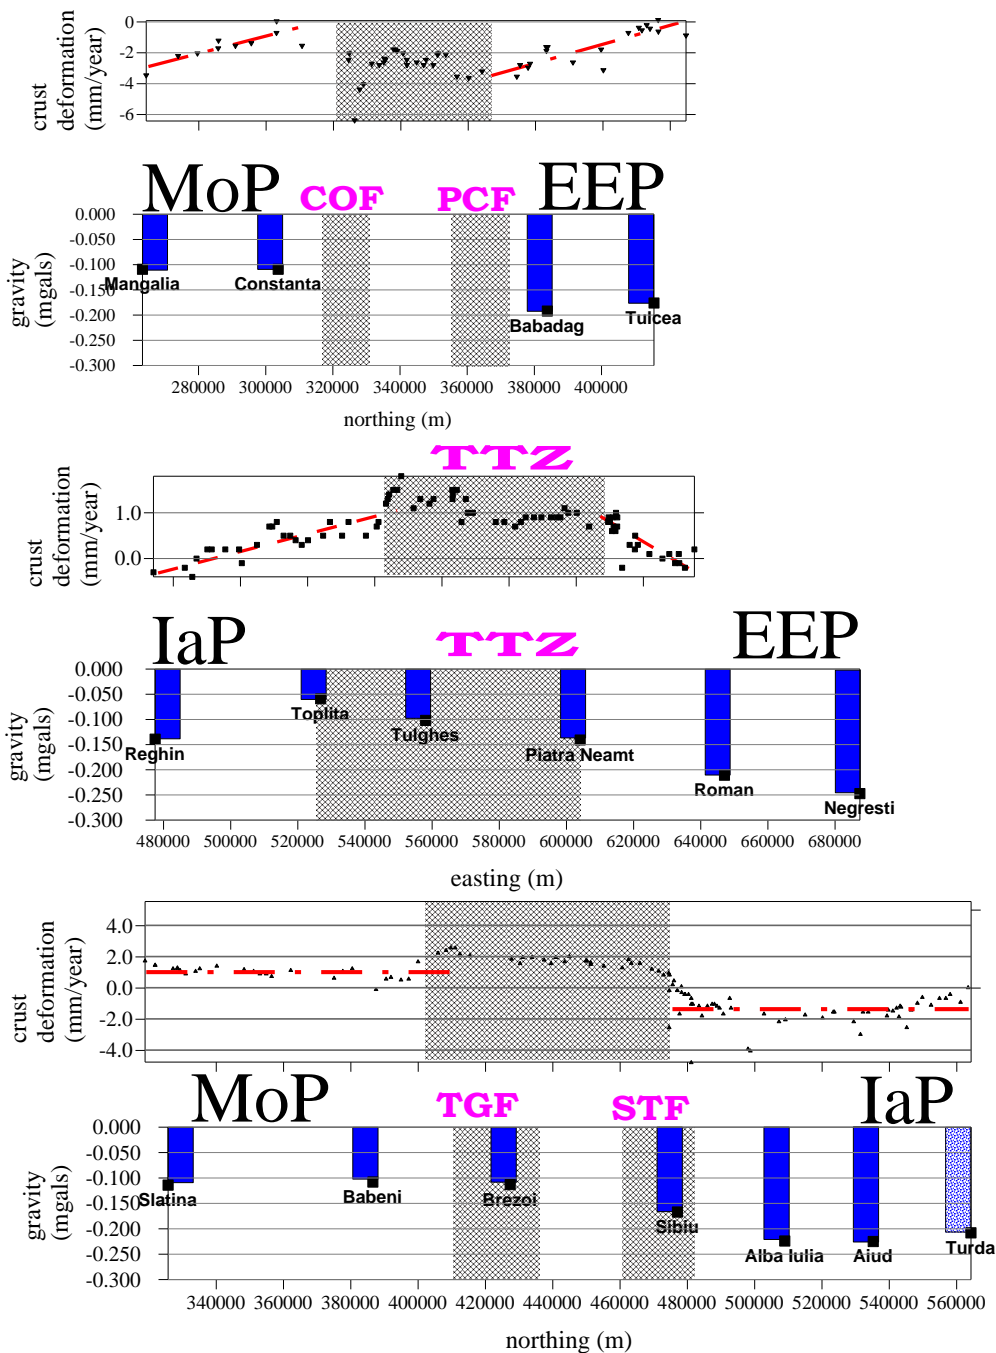 0
-2
-4
-6
crust
deformation
(mm/year)
MoP COF PCF EEP
0.000
-0.050
-0.100
-0.150
-0.200
-0.250
-0.300
gravity
(mgals)
Mangalia Constanta Babadag Tulcea
280000 300000 320000 340000 360000 380000 400000
northing (m)
TTZ
1.0
0.0
crust
deformation
(mm/year)
IaP TTZ EEP
0.000
-0.050
-0.100
-0.150
-0.200
-0.250
-0.300
gravity
(mgals)
Reghin Toplita Tulghes Piatra Neamt Roman Negresti
480000 500000 520000 540000 560000 580000 600000 620000 640000 660000 680000
easting (m)
4.0
2.0
0.0
-2.0
-4.0
crust
deformation
(mm/year)
MoP TGF STF IaP
0.000
-0.050
-0.100
-0.150
-0.200
-0.250
-0.300
gravity
(mgals)
Slatina Babeni Brezoi Sibiu Alba Iulia Aiud Turda
340000 360000 380000 400000 420000 440000 460000 480000 500000 520000 540000 560000
northing (m)